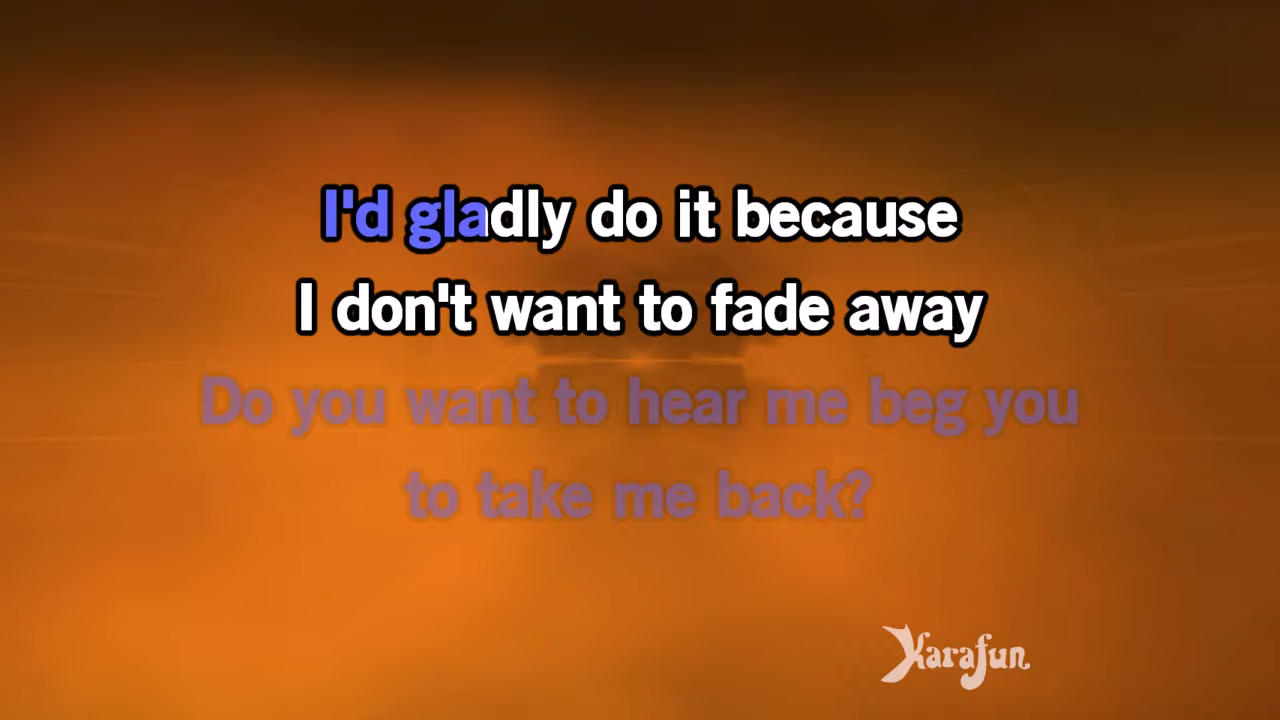 I'd gladly do it because
I don't want to fade away
Do you want to hear me beg you
to take me back?
Karafun